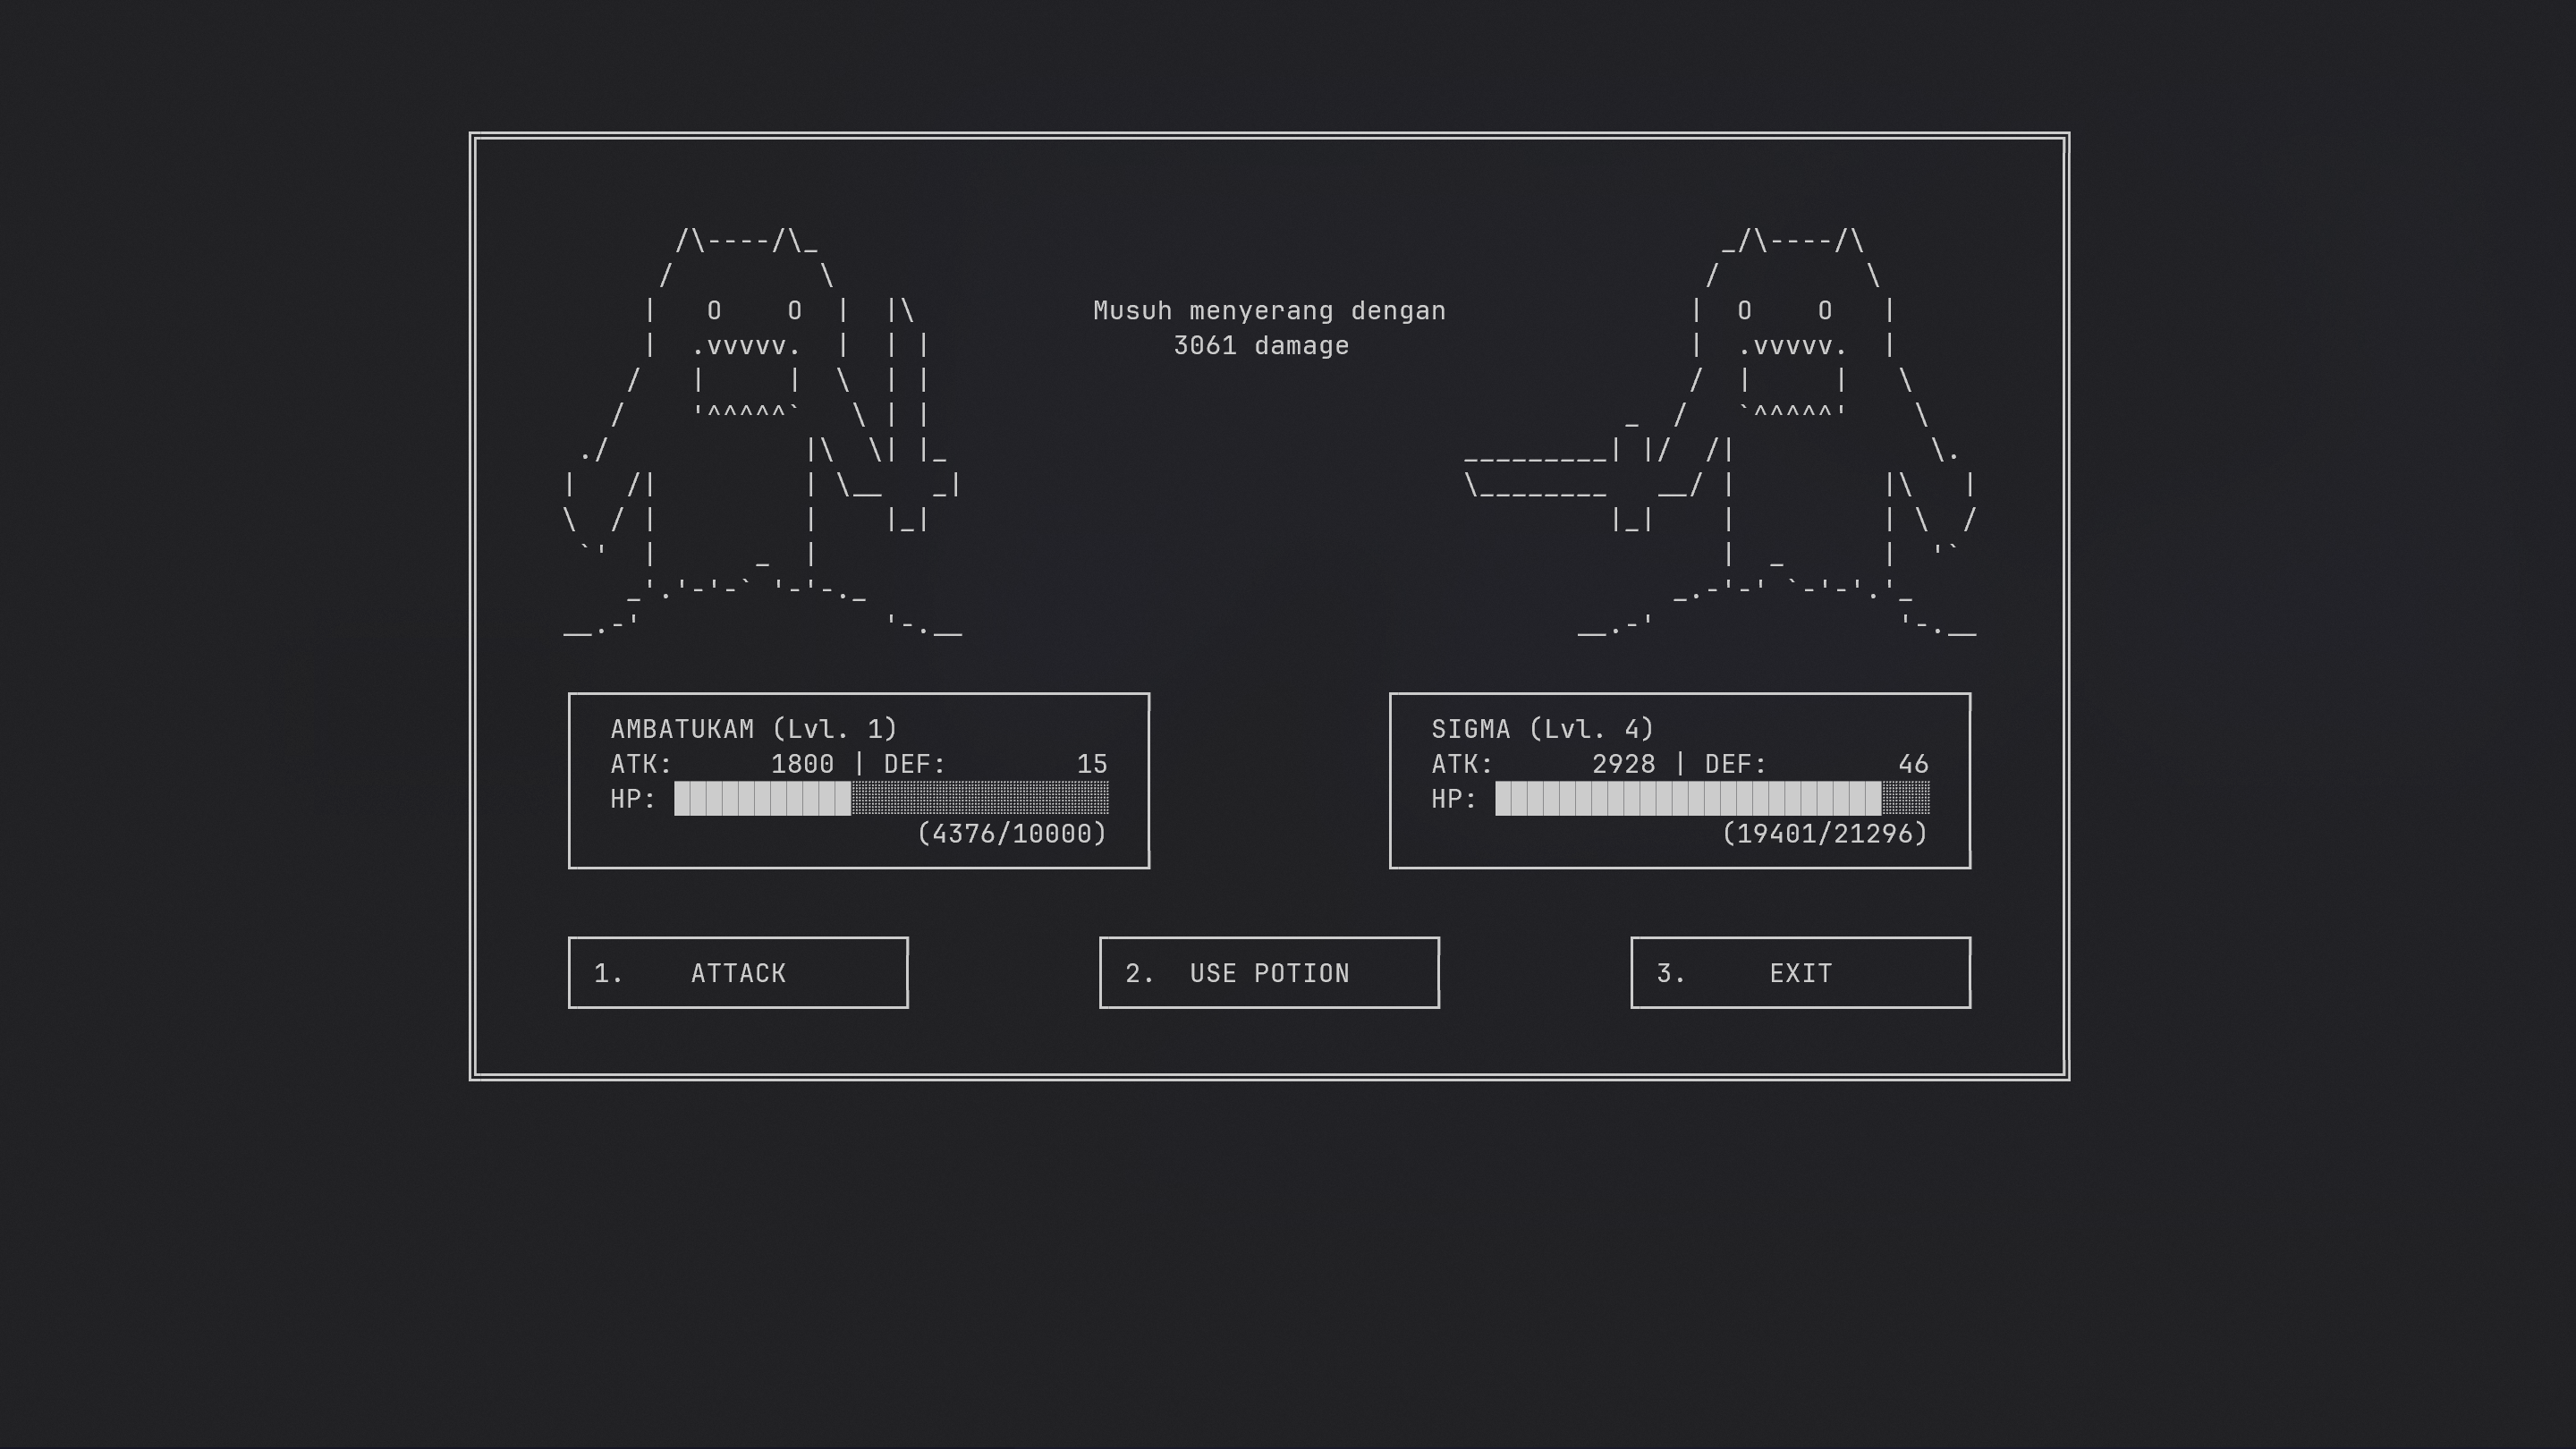 Musuh menyerang dengan
3061 damage
AMBATUKAM (Lvl. 1)
ATK: 1800 | DEF: 15
HP:
(4376/10000)
SIGMA (Lvl. 4)
ATK: 2928 | DEF: 46
HP:
(19401/21296)
1. ATTACK
2. USE POTION
3. EXIT